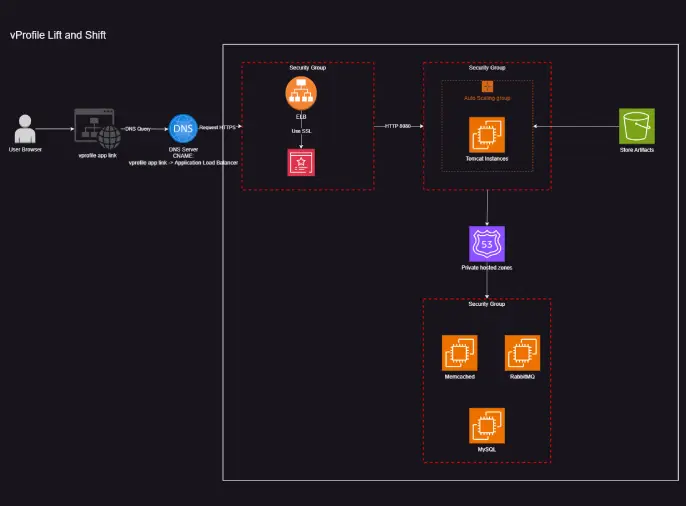 vProfile Lift and Shift
Security Group
Security Group
Auto Scaling group
ELB
Use SSL
User Browser
vprofile app link
DNS Query
DNS
Request HTTPS
DNS Server
CNAME:
vprofile app link -> Application Load Balancer
HTTP 8080
Tomcat Instances
Store Artifacts
53
Private hosted zones
Security Group
Memcached
RabbitMQ
MySQL